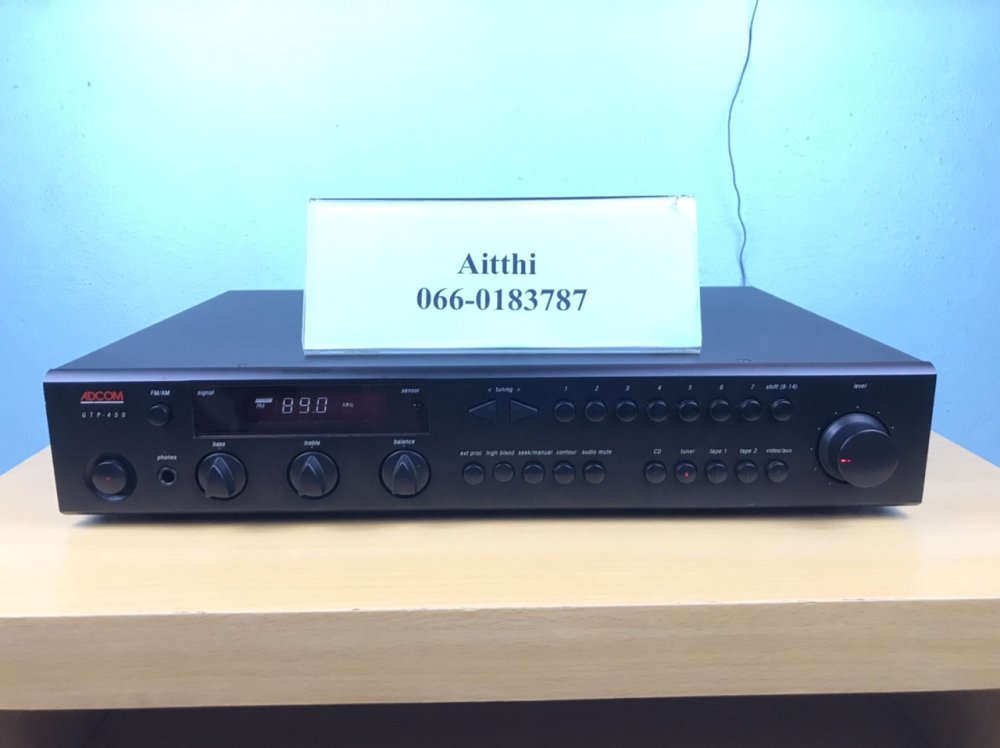 Aitthi
066-0183787
ADCOM
GTP-450
FM/AM
signal
sensor
FM 89.0 MHz
< tuning >
1 2 3 4 5 6 7 shift (8-14)
level
phones
bass
treble
balance
ext proc high blend seek/manual contour audio mute
CD tuner tape 1 tape 2 video/aux